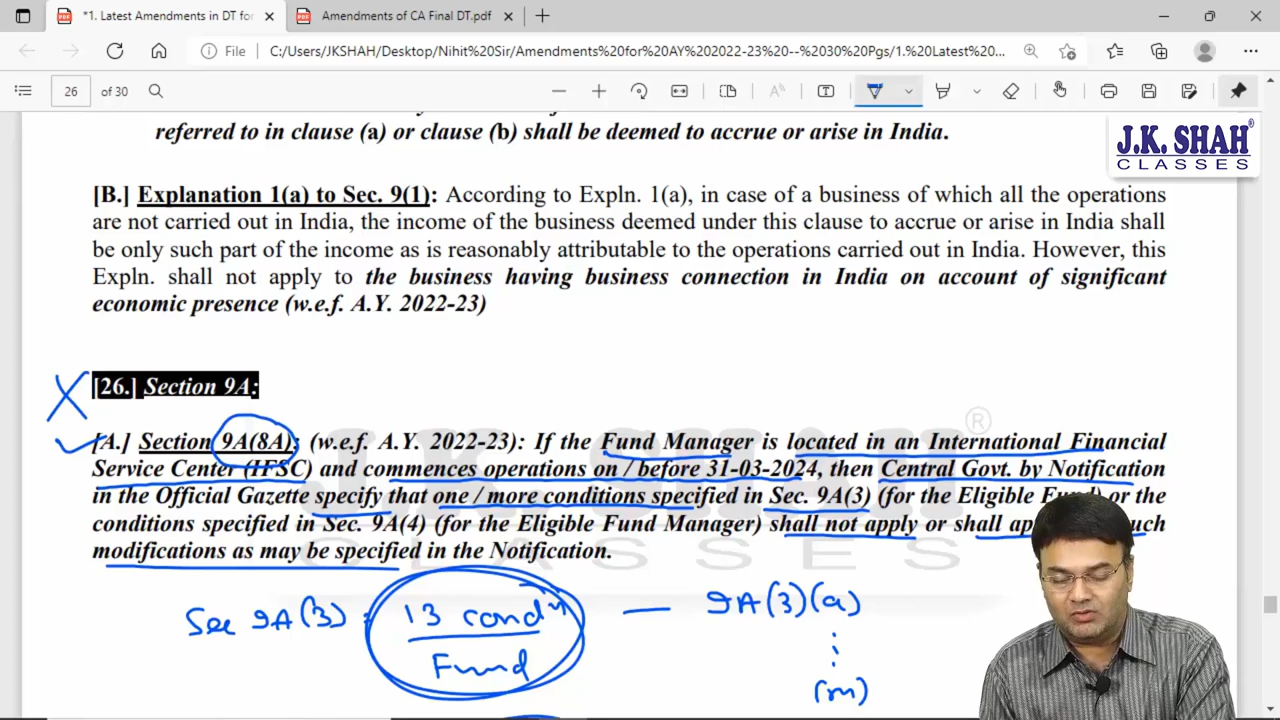 *1. Latest Amendments in DT for
Amendments of CA Final DT.pdf
File
C:/Users/JKSHAH/Desktop/Nihit%20Sir/Amendments%20for%20AY%202022-23%20--%2030%20Pgs/1.%20Latest%20...
26 of 30
J.K. SHAH®
CLASSES
referred to in clause (a) or clause (b) shall be deemed to accrue or arise in India.
[B.] Explanation 1(a) to Sec. 9(1): According to Expln. 1(a), in case of a business of which all the operations
are not carried out in India, the income of the business deemed under this clause to accrue or arise in India shall
be only such part of the income as is reasonably attributable to the operations carried out in India. However, this
Expln. shall not apply to the business having business connection in India on account of significant
economic presence (w.e.f. A.Y. 2022-23)
[26.] Section 9A:
[A.] Section 9A(8A): (w.e.f. A.Y. 2022-23): If the Fund Manager is located in an International Financial
Service Center (IFSC) and commences operations on / before 31-03-2024, then Central Govt. by Notification
in the Official Gazette specify that one / more conditions specified in Sec. 9A(3) (for the Eligible Fund) or the
conditions specified in Sec. 9A(4) (for the Eligible Fund Manager) shall not apply or shall such
modifications as may be specified in the Notification.
J.K. SHAH®
CLASSES
Sec 9A(3) : 13 condn — 9A(3)(a)
Fund
(m)